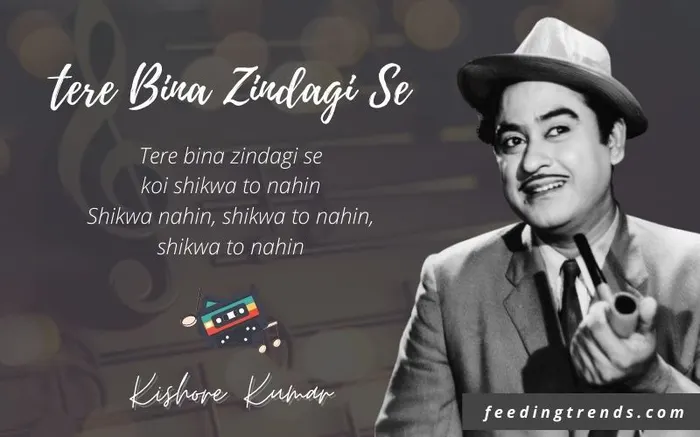 tere Bina Zindagi Se
Tere bina zindagi se
koi shikwa to nahin
Shikwa nahin, shikwa to nahin,
shikwa to nahin
Kishore Kumar
feedingtrends.com